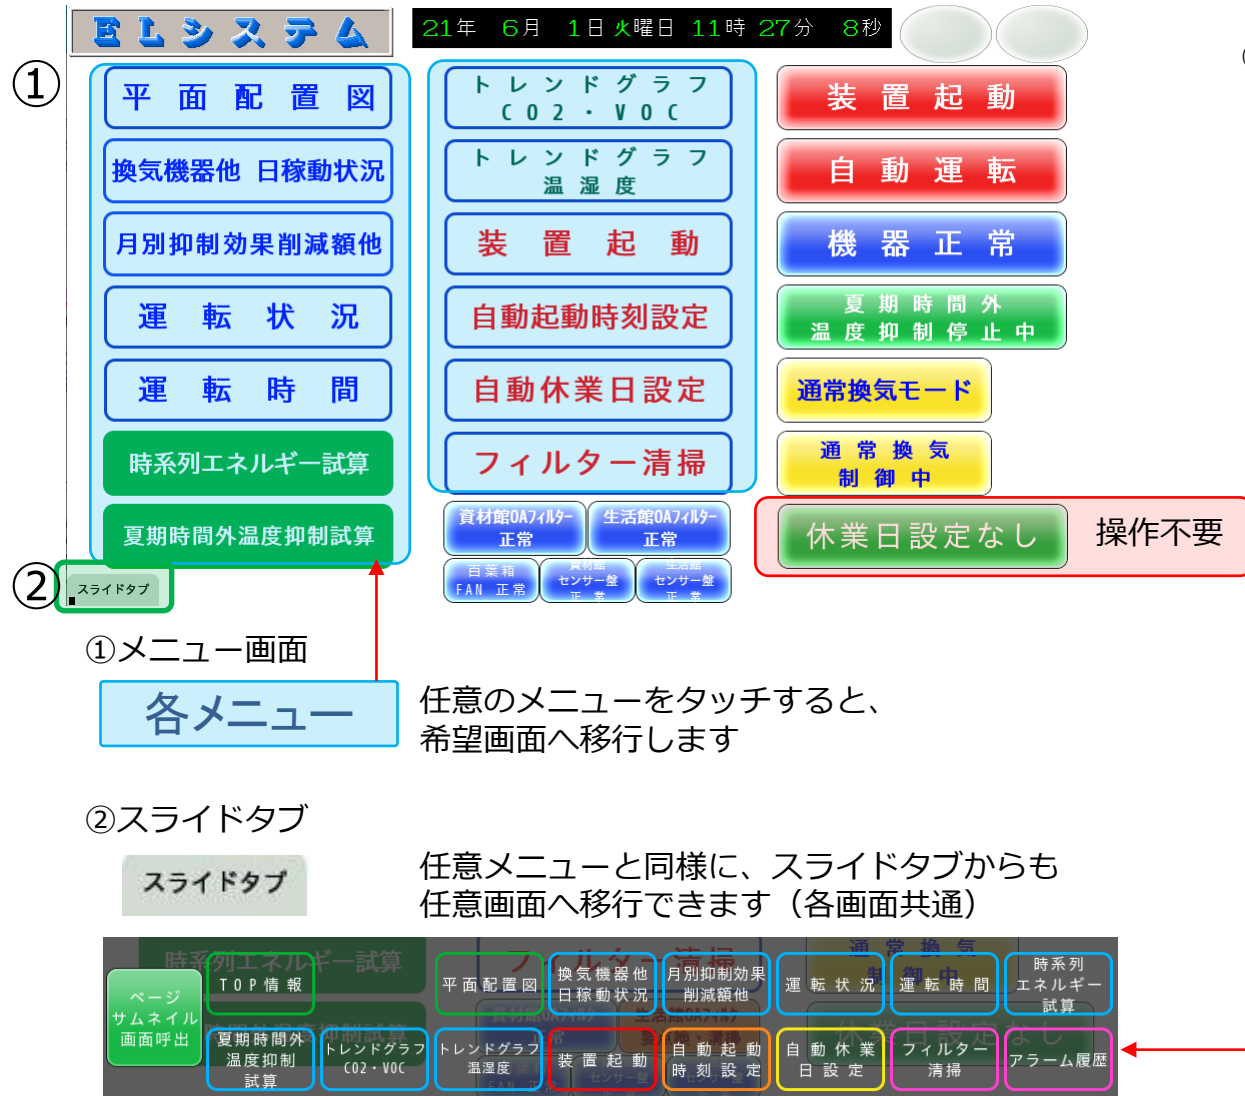 ELシステム
21年 6月 1日 火曜日 11時 27分 8秒
①
平面配置図
換気機器他 日稼動状況
月別抑制効果削減額他
運転状況
運転時間
時系列エネルギー試算
夏期時間外温度抑制試算
トレンドグラフ
CO2・VOC
トレンドグラフ
温湿度
装置起動
自動起動時刻設定
自動休業日設定
フィルター清掃
資材館OAフィルター
正常
生活館OAフィルター
正常
百葉箱
FAN 正常
資材館
センサー盤
正常
生活館
センサー盤
正常
装置起動
自動運転
機器正常
夏期時間外
温度抑制停止中
通常換気モード
通常換気
制御中
休業日設定なし
操作不要
②
スライドタブ
①メニュー画面
各メニュー
任意のメニューをタッチすると、
希望画面へ移行します
②スライドタブ
スライドタブ
任意メニューと同様に、スライドタブからも
任意画面へ移行できます（各画面共通）
ページ
サムネイル
画面呼出
TOP情報
平面配置図
換気機器他
日稼動状況
月別抑制効果
削減額他
運転状況
運転時間
時系列
エネルギー
試算
夏期時間外
温度抑制
試算
トレンドグラフ
CO2・VOC
トレンドグラフ
温湿度
装置起動
自動起動
時刻設定
自動休業
日設定
フィルター
清掃
アラーム履歴